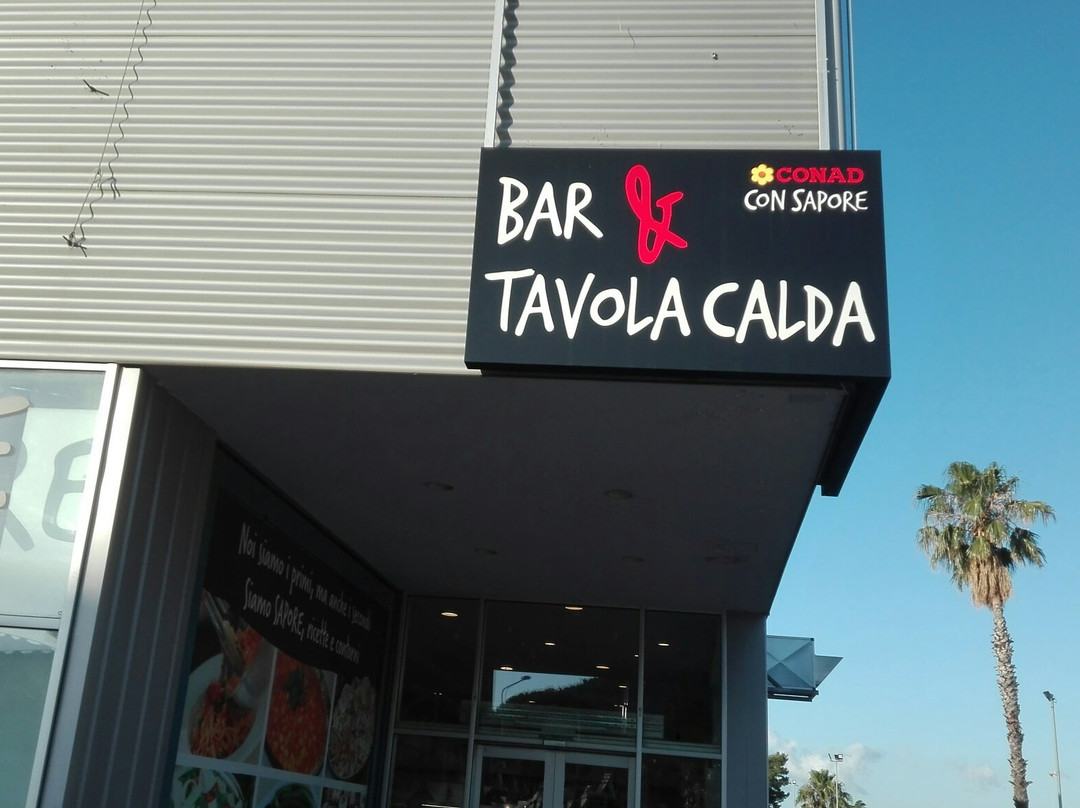 BAR &
CONAD
CON SAPORE
TAVOLA CALDA
Noi siamo i primi, ma anche i secondi
Siamo SAPORE, ricette e contorni